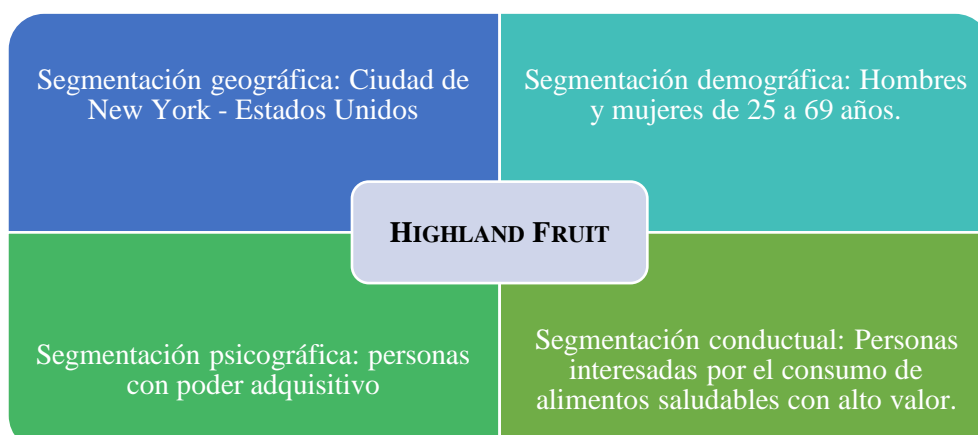 Segmentación geográfica: Ciudad de
New York - Estados Unidos
Segmentación demográfica: Hombres
y mujeres de 25 a 69 años.
HIGHLAND FRUIT
Segmentación psicográfica: personas
con poder adquisitivo
Segmentación conductual: Personas
interesadas por el consumo de
alimentos saludables con alto valor.